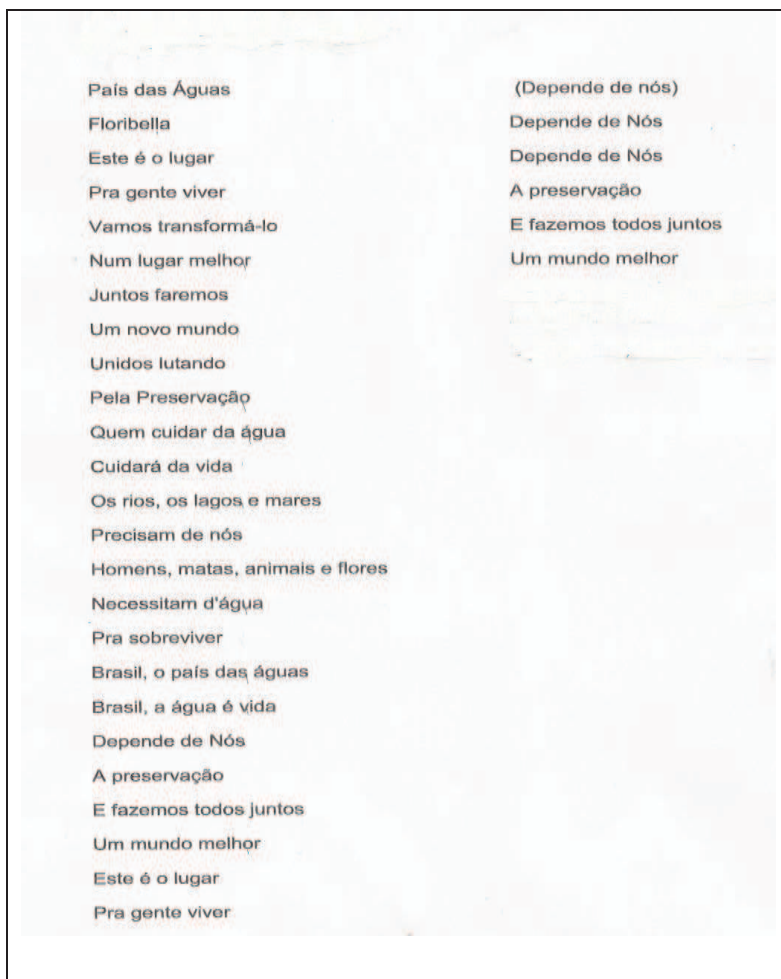 País das Águas
Floribella
Este é o lugar
Pra gente viver
Vamos transformá-lo
Num lugar melhor
Juntos faremos
Um novo mundo
Unidos lutando
Pela Preservação
Quem cuidar da água
Cuidará da vida
Os rios, os lagos e mares
Precisam de nós
Homens, matas, animais e flores
Necessitam d'água
Pra sobreviver
Brasil, o país das águas
Brasil, a água é vida
Depende de Nós
A preservação
E fazemos todos juntos
Um mundo melhor
Este é o lugar
Pra gente viver
(Depende de nós)
Depende de Nós
Depende de Nós
A preservação
E fazemos todos juntos
Um mundo melhor